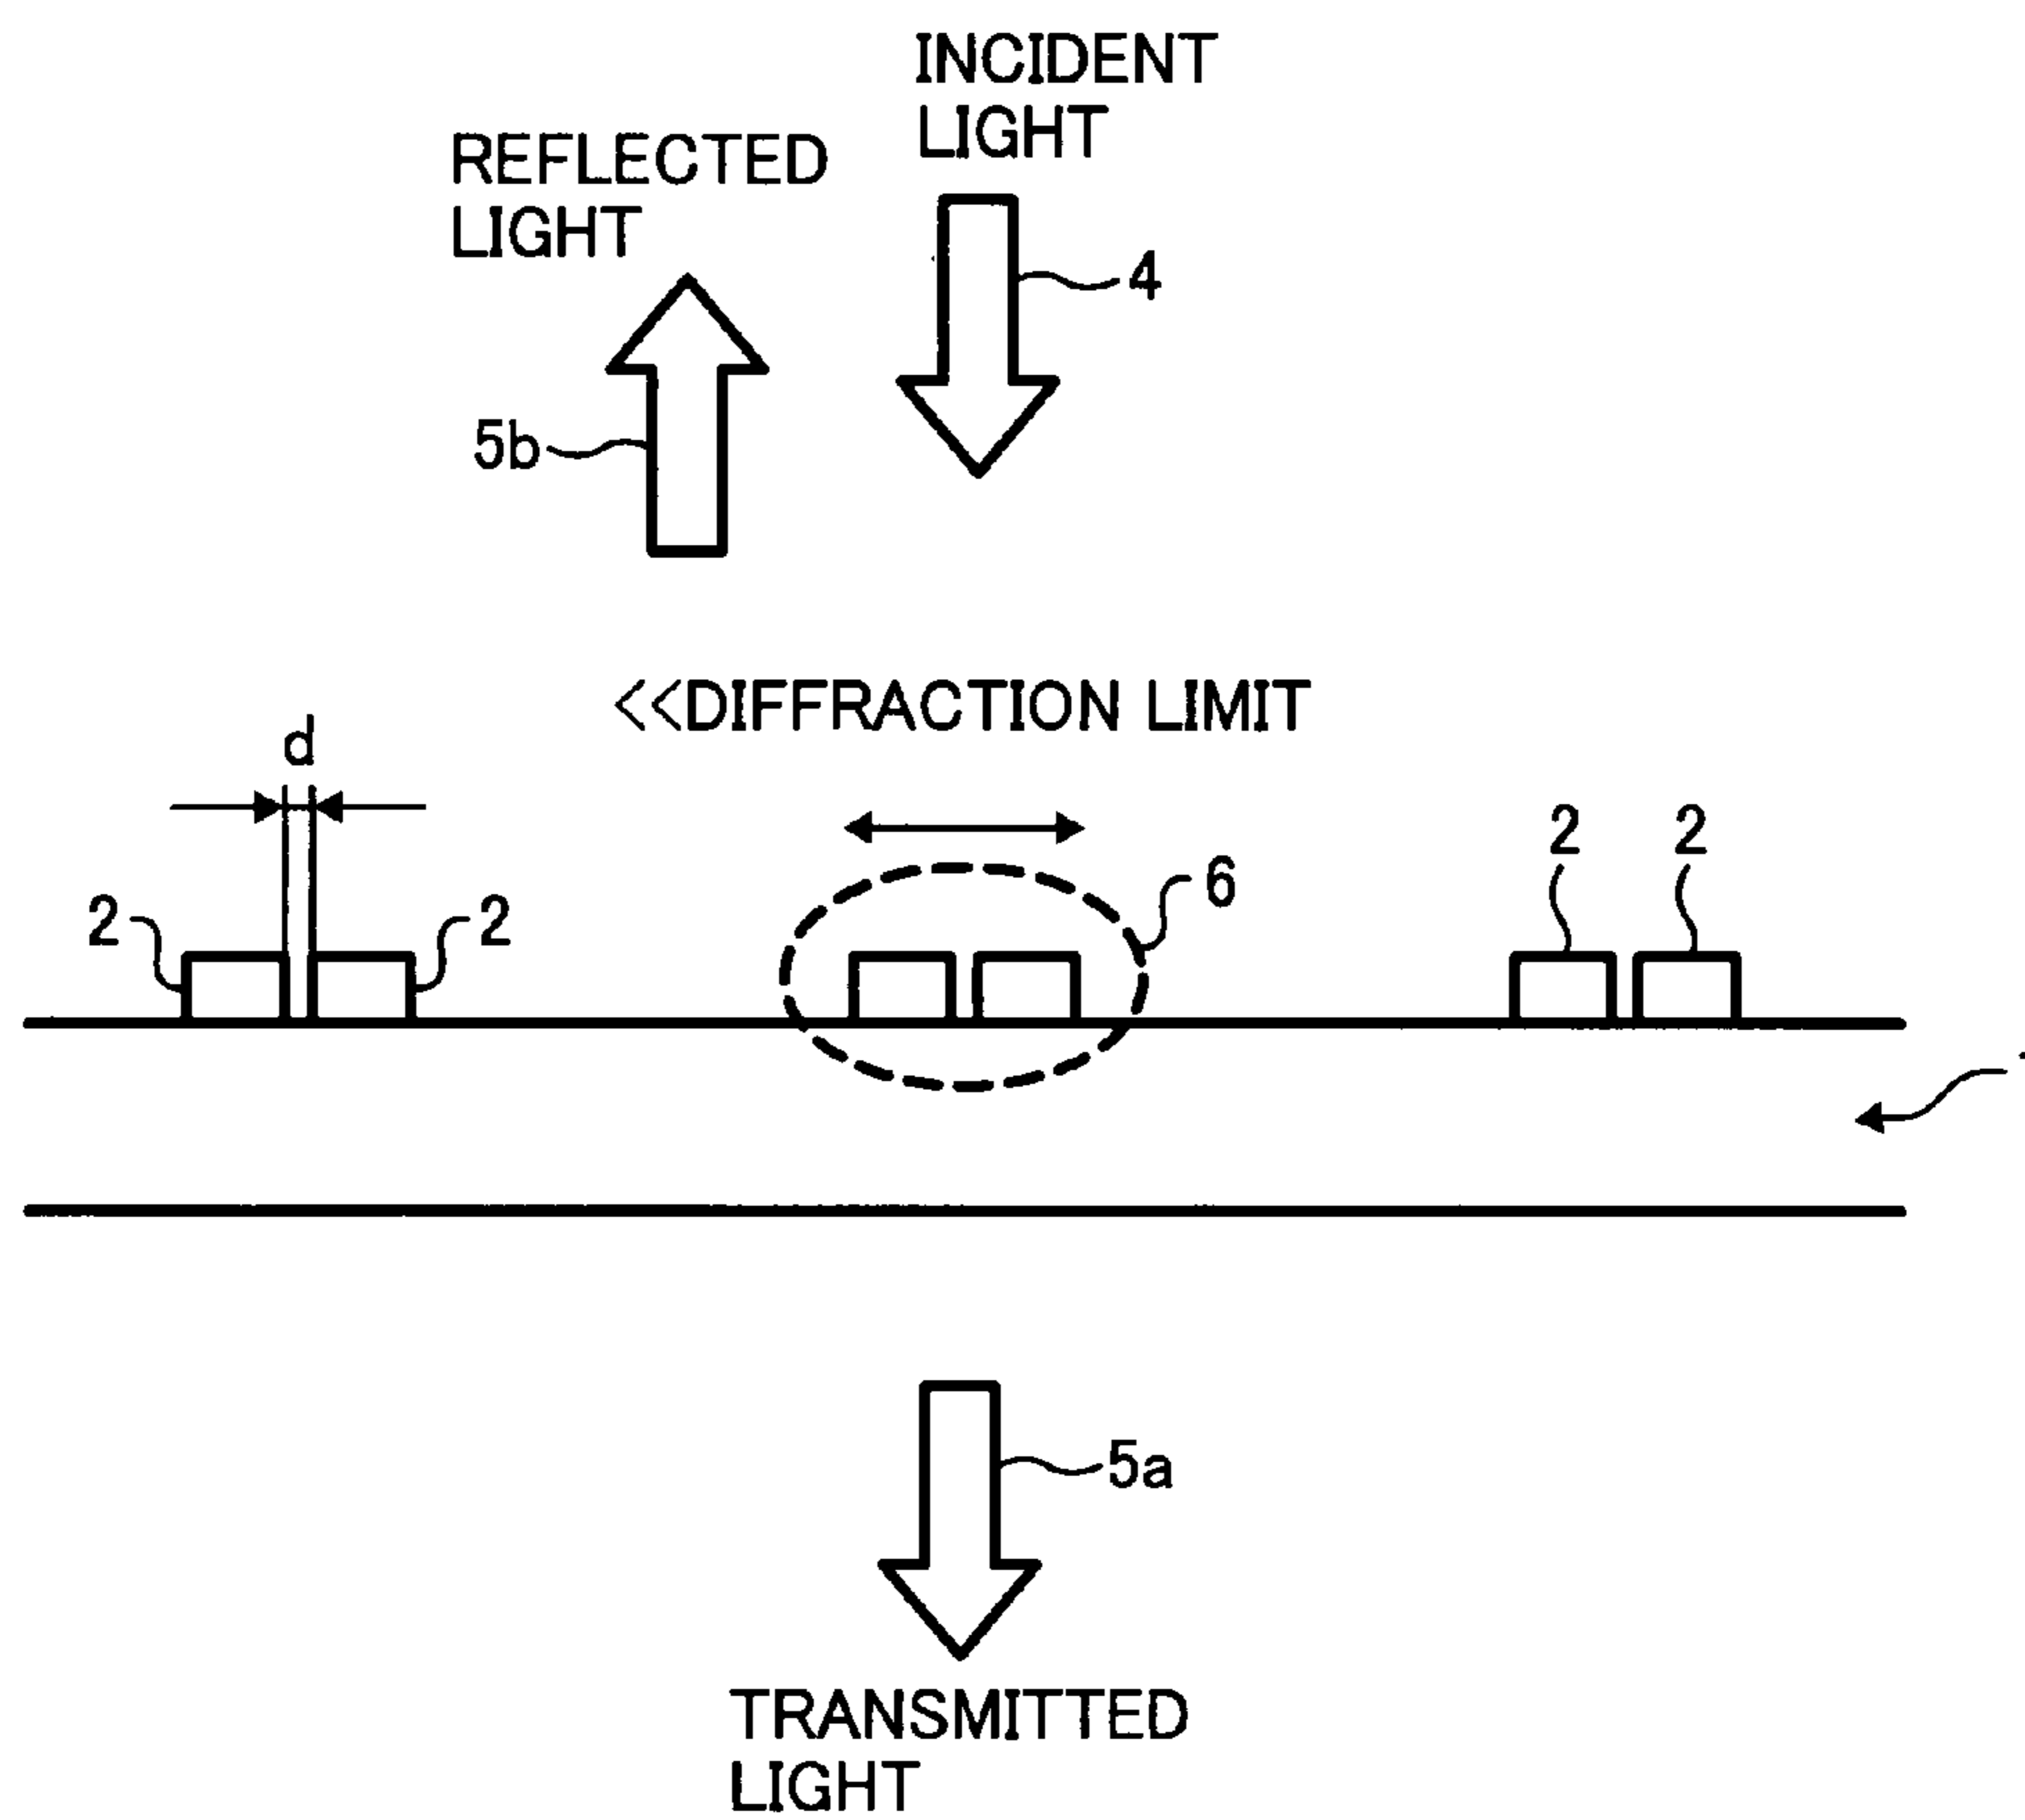 INCIDENT
LIGHT
REFLECTED
LIGHT
4
5b
<<DIFFRACTION LIMIT
d
2 2
6
2 2
5a
TRANSMITTED
LIGHT